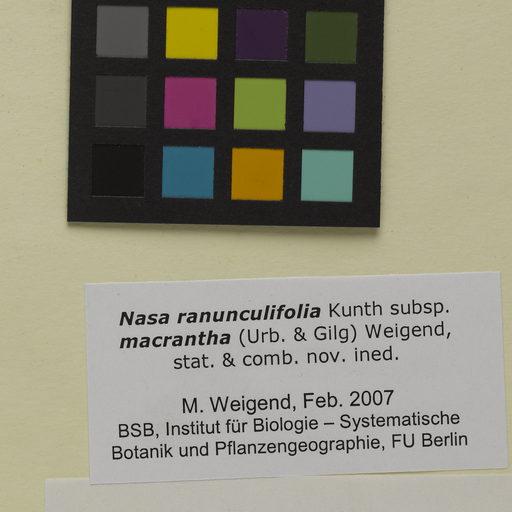 Nasa ranunculifolia Kunth subsp.
macrantha (Urb. & Gilg) Weigend,
stat. & comb. nov. ined.
M. Weigend, Feb. 2007
BSB, Institut für Biologie – Systematische
Botanik und Pflanzengeographie, FU Berlin